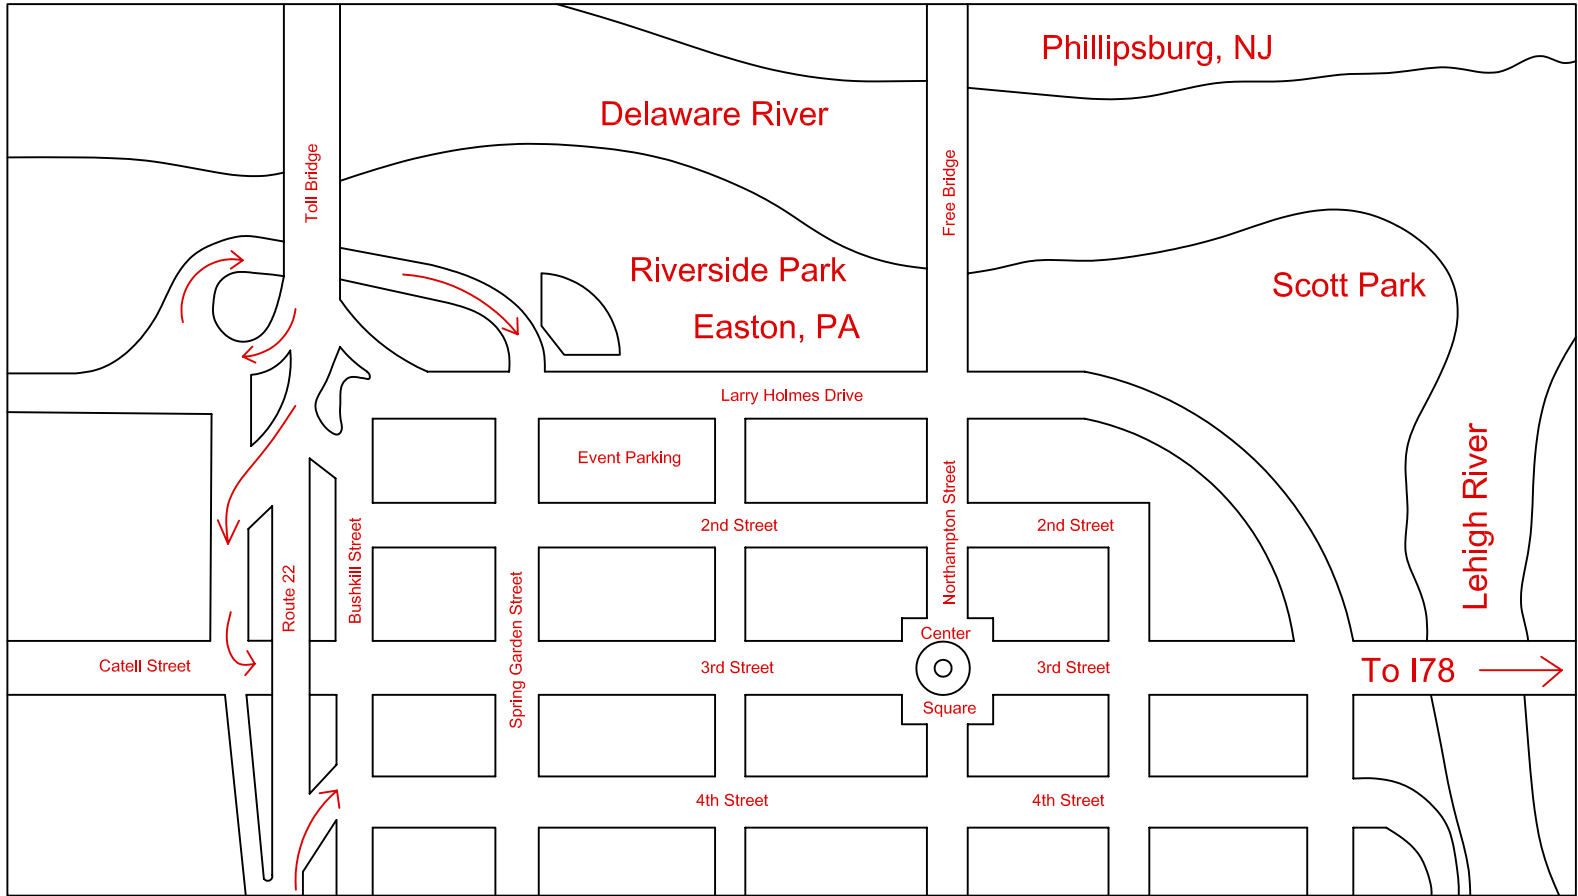 Phillipsburg, NJ
Delaware River
Toll Bridge
Free Bridge
Riverside Park
Easton, PA
Scott Park
Larry Holmes Drive
Event Parking
Northampton Street
Lehigh River
2nd Street
2nd Street
Bushkill Street
Route 22
Spring Garden Street
Center
Square
Catell Street
3rd Street
3rd Street
To I78
4th Street
4th Street